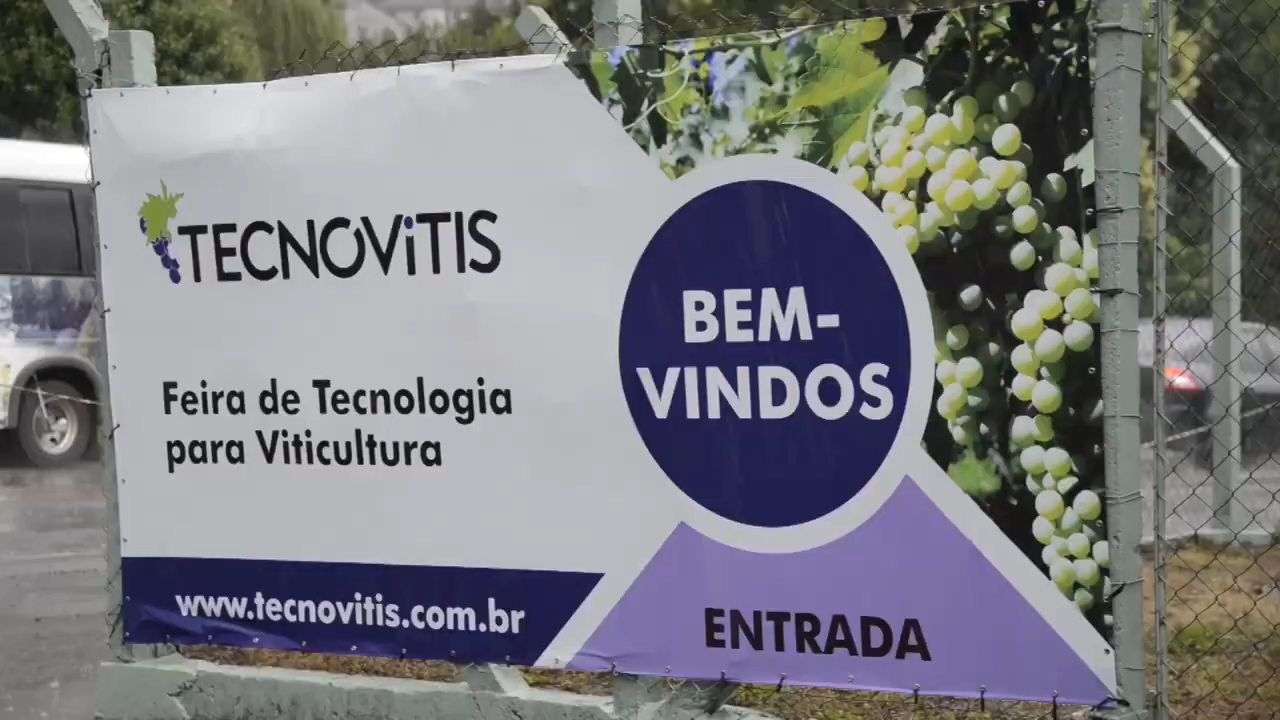 TECNOViTIS
Feira de Tecnologia
para Viticultura
www.tecnovitis.com.br
BEM-
VINDOS
ENTRADA